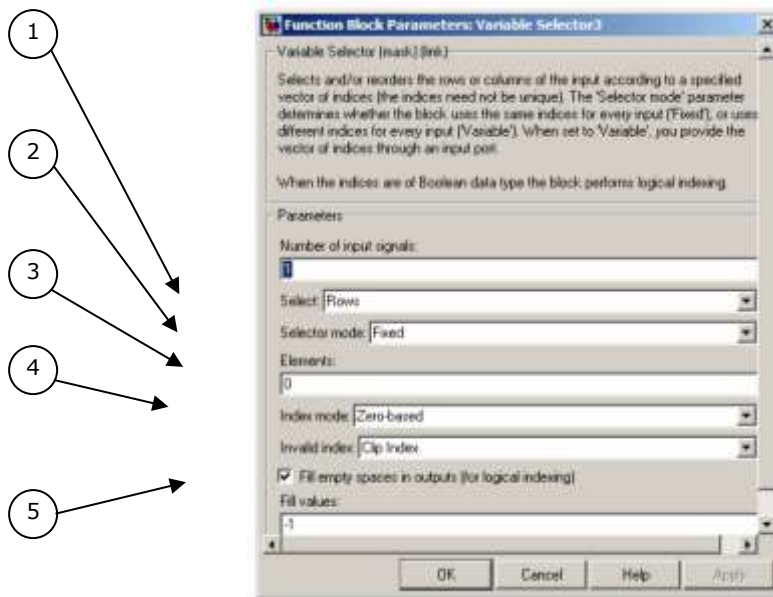 1
2
3
4
5
Function Block Parameters: Variable Selector3
Variable Selector (mask) (link)
Selects and/or reorders the rows or columns of the input according to a specified
vector of indices (the indices need not be unique). The 'Selector mode' parameter
determines whether the block uses the same indices for every input ('Fixed'), or uses
different indices for every input ('Variable'). When set to 'Variable', you provide the
vector of indices through an input port.
When the indices are of Boolean data type the block performs logical indexing.
Parameters
Number of input signals:
1
Select: Rows
Selector mode: Fixed
Elements:
0
Index mode: Zero-based
Invalid index: Clip Index
Fill empty spaces in outputs (for logical indexing)
Fill values:
-1
OK Cancel Help Apply